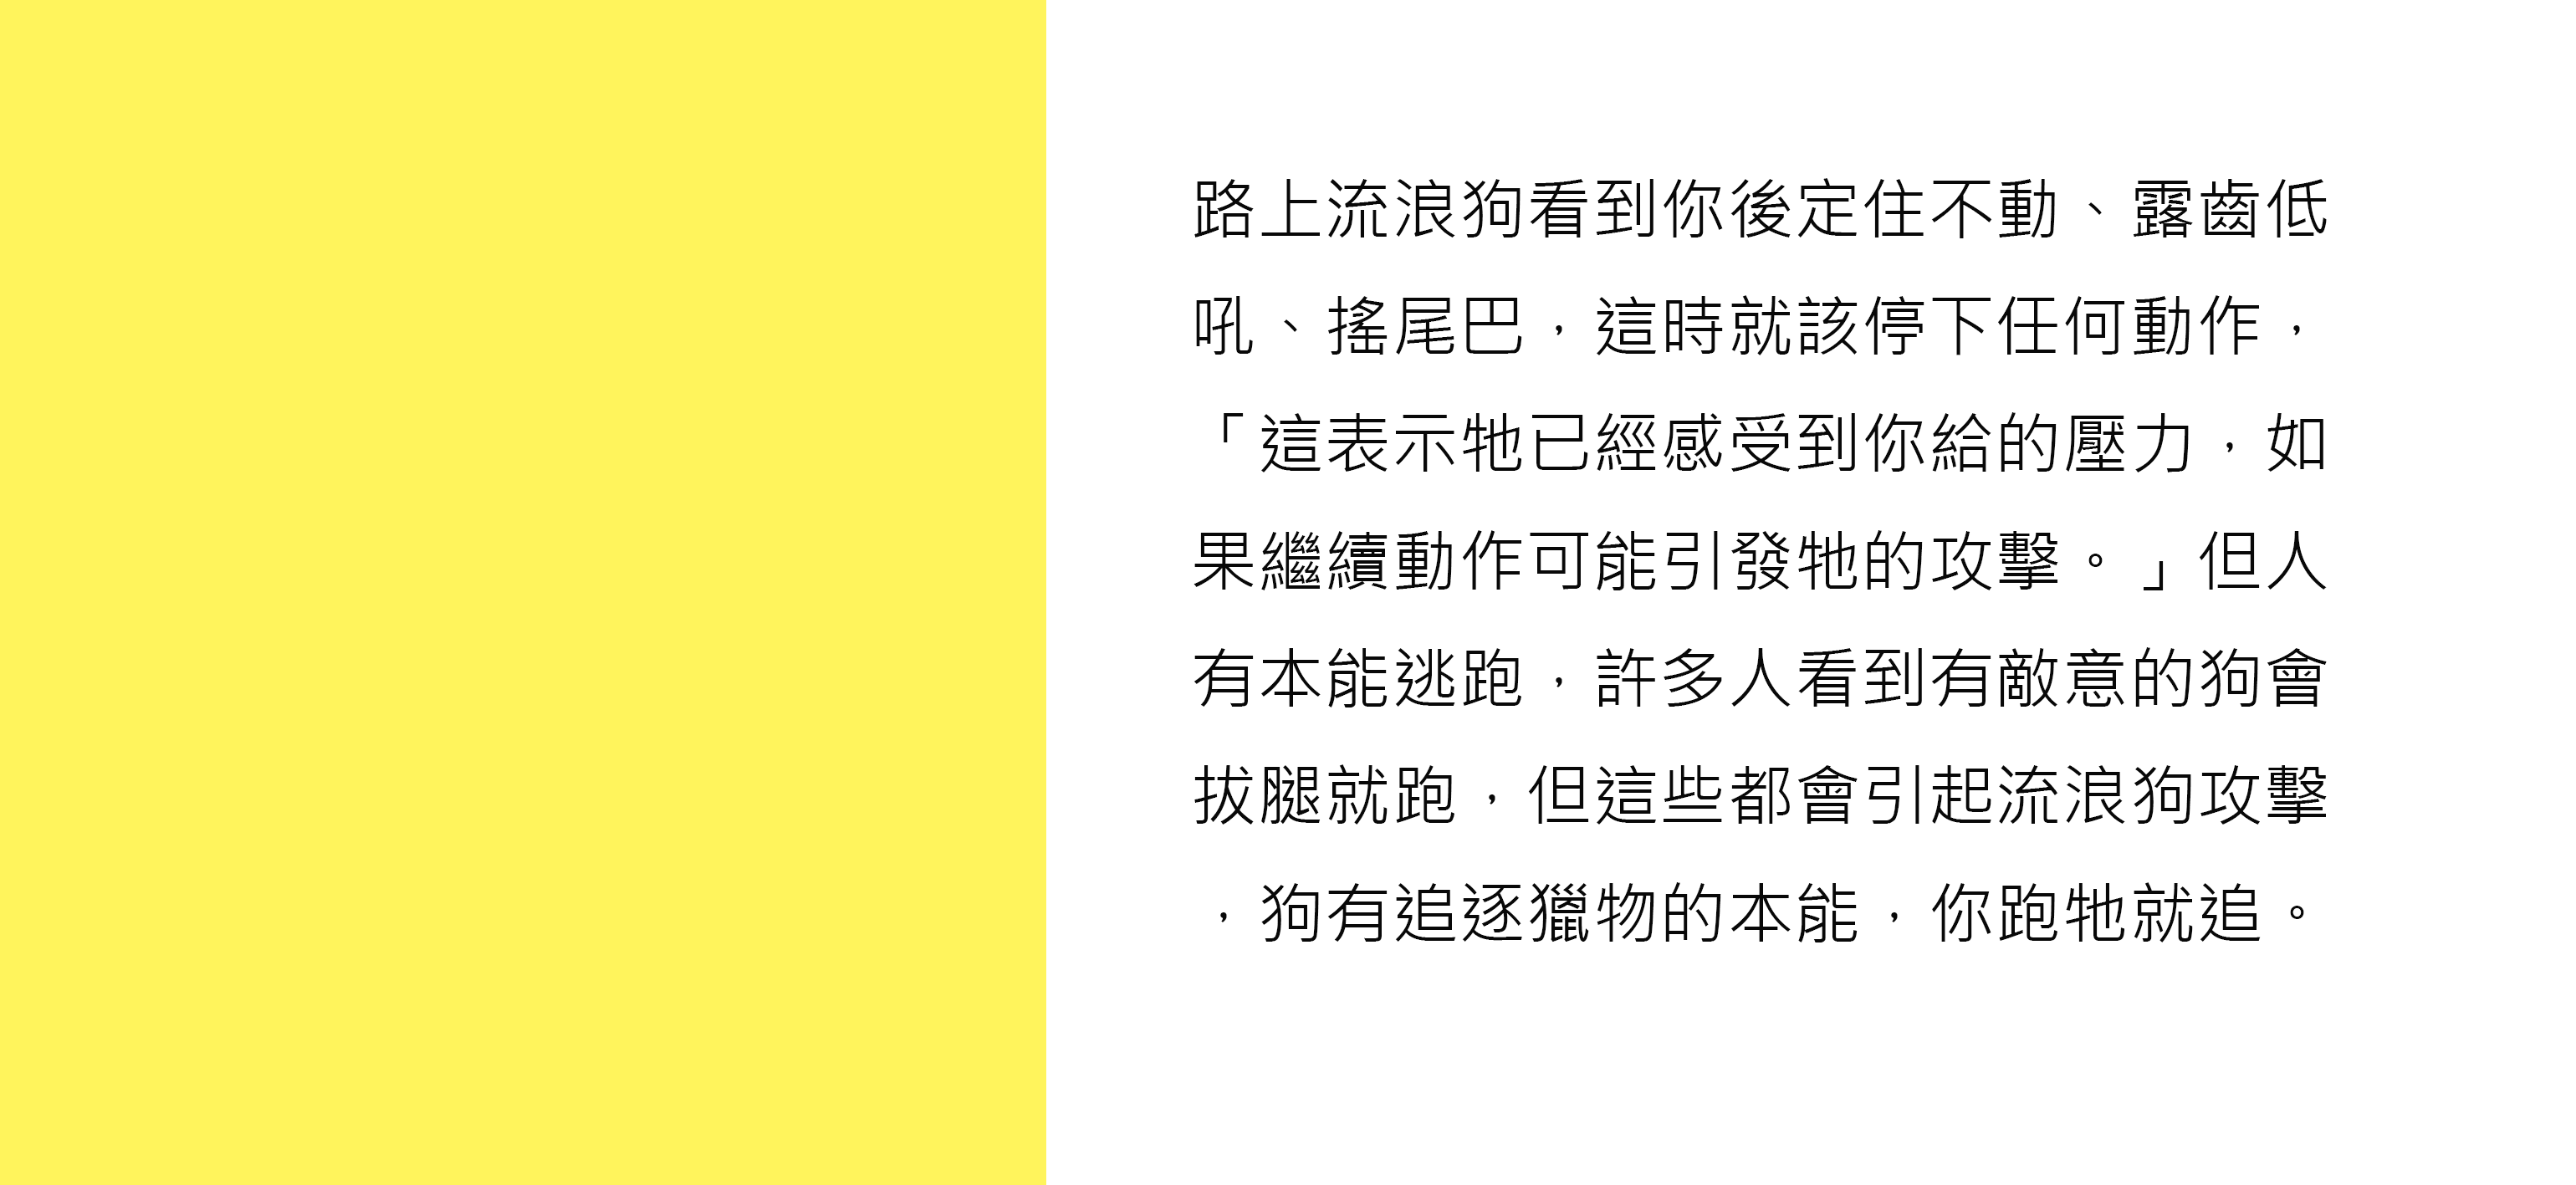 路上流浪狗看到你後定住不動、露齒低
吼、搖尾巴，這時就該停下任何動作，
「這表示牠已經感受到你給的壓力，如
果繼續動作可能引發牠的攻擊。」但人
有本能逃跑，許多人看到有敵意的狗會
拔腿就跑，但這些都會引起流浪狗攻擊
，狗有追逐獵物的本能，你跑牠就追。